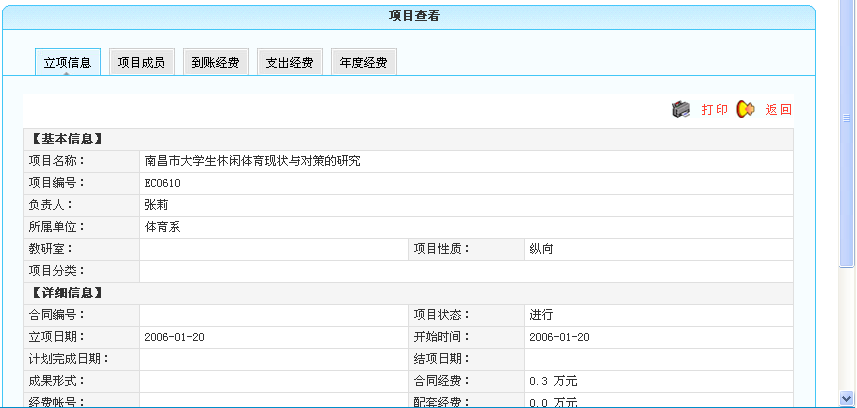 项目查看
立项信息 项目成员 到账经费 支出经费 年度经费
打印 返回
【基本信息】
项目名称： 南昌市大学生休闲体育现状与对策的研究
项目编号： EC0610
负责人： 张莉
所属单位： 体育系
教研室： 项目性质： 纵向
项目分类：
【详细信息】
合同编号： 项目状态： 进行
立项日期： 2006-01-20 开始时间： 2006-01-20
计划完成日期： 结项日期：
成果形式： 合同经费： 0.3 万元
经费帐号： 配套经费： 0.0 万元